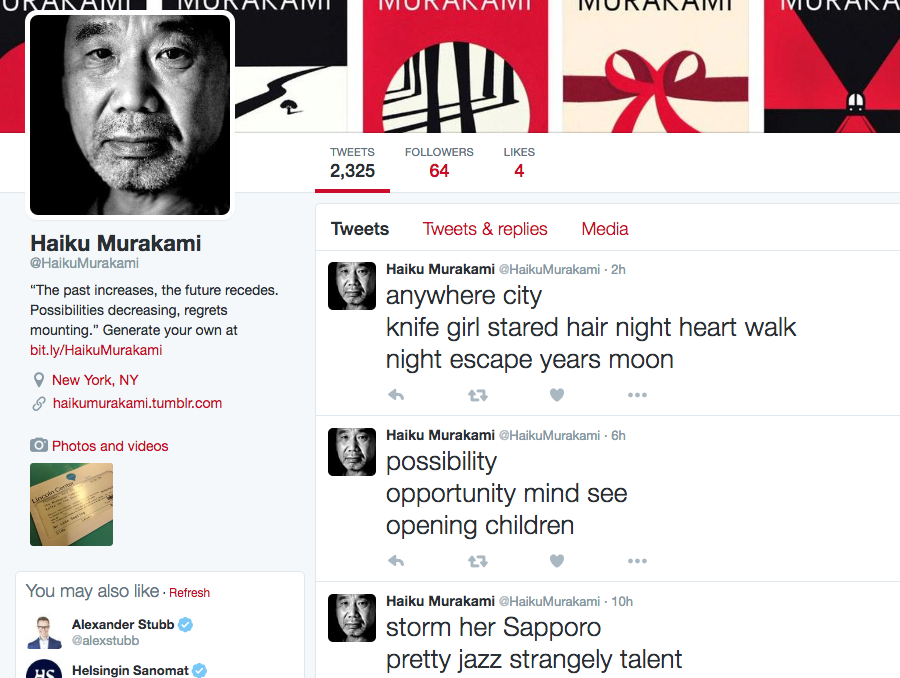 MURAKAMI
MURAKAMI
MURAKAMI
TWEETS
2,325
FOLLOWERS
64
LIKES
4
Haiku Murakami
@HaikuMurakami
“The past increases, the future recedes.
Possibilities decreasing, regrets
mounting.” Generate your own at
bit.ly/HaikuMurakami
New York, NY
haikumurakami.tumblr.com
Photos and videos
Lincoln Center
You may also like · Refresh
Alexander Stubb
@alexstubb
HS
Helsingin Sanomat
Tweets
Tweets & replies
Media
Haiku Murakami @HaikuMurakami · 2h
anywhere city
knife girl stared hair night heart walk
night escape years moon
Haiku Murakami @HaikuMurakami · 6h
possibility
opportunity mind see
opening children
Haiku Murakami @HaikuMurakami · 10h
storm her Sapporo
pretty jazz strangely talent